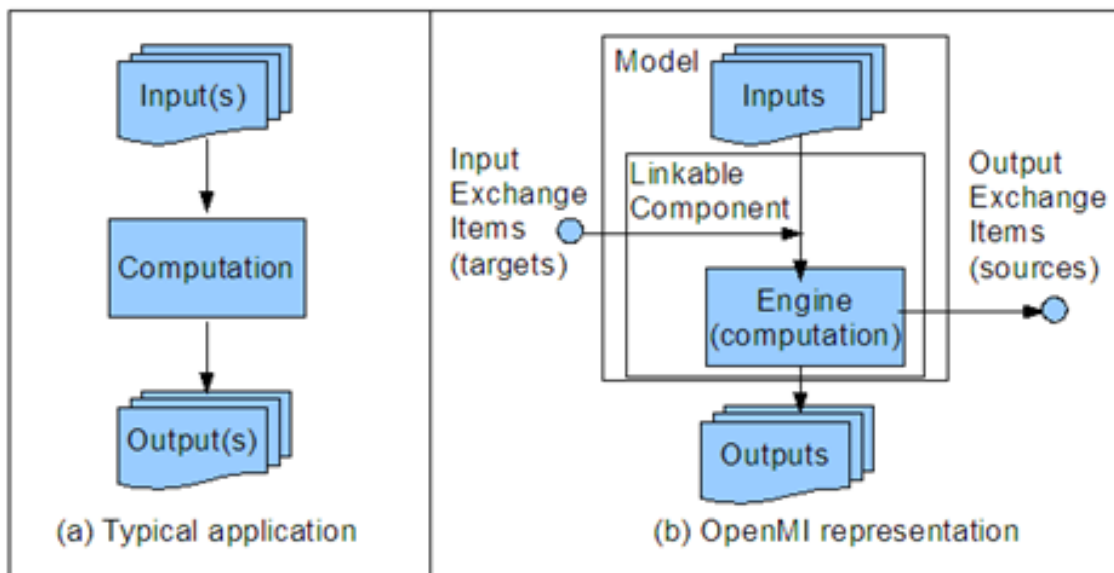 Input(s)
Computation
Output(s)
(a) Typical application
Model
Inputs
Input
Exchange
Items
(targets)
Linkable
Component
Engine
(computation)
Output
Exchange
Items
(sources)
Outputs
(b) OpenMI representation